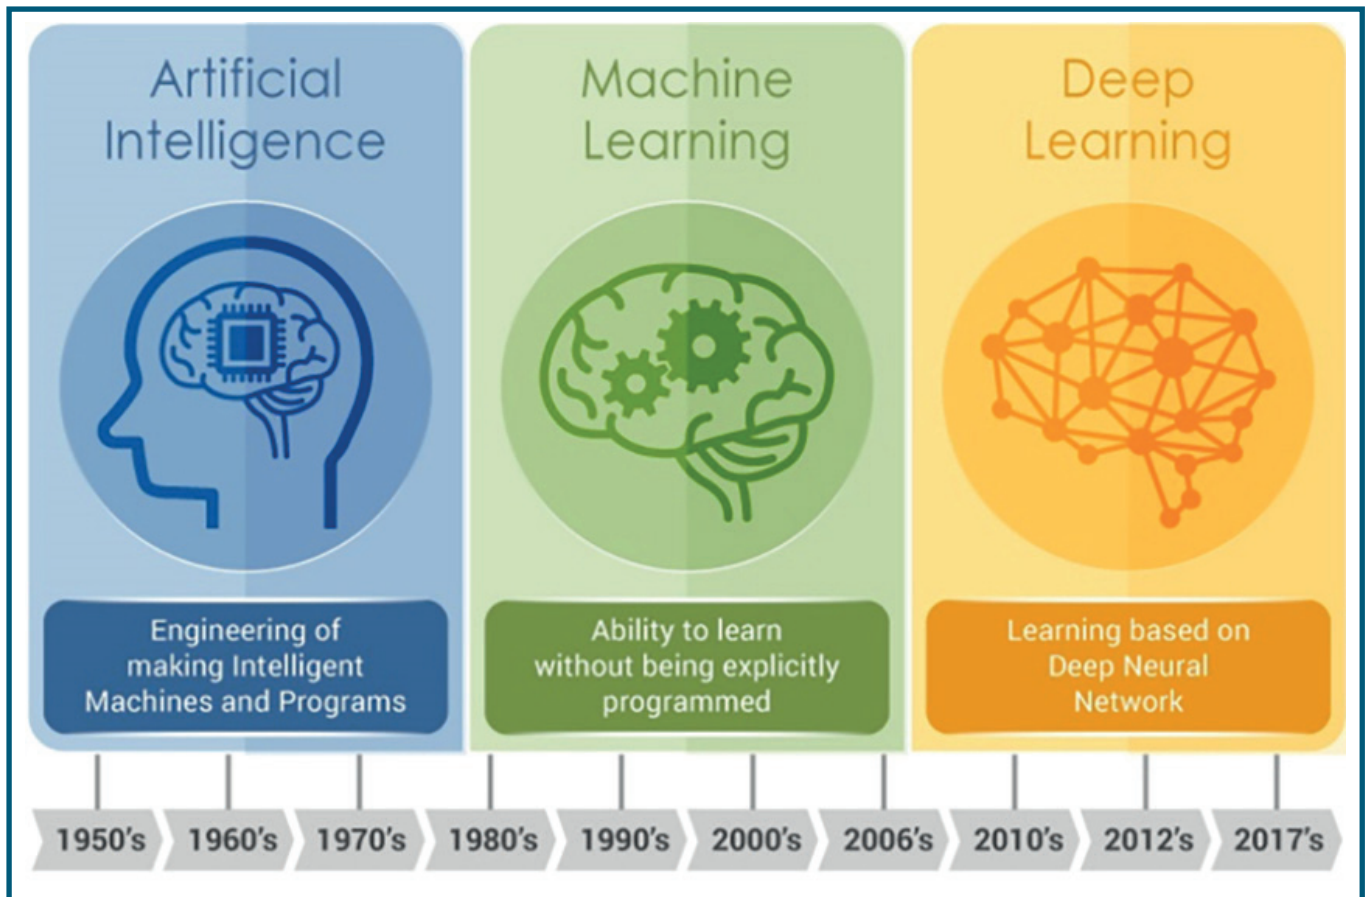 Artificial
Intelligence
Machine
Learning
Deep
Learning
Engineering of
making Intelligent
Machines and Programs
Ability to learn
without being explicitly
programmed
Learning based on
Deep Neural
Network
1950's
1960's
1970's
1980's
1990's
2000's
2006's
2010's
2012's
2017's